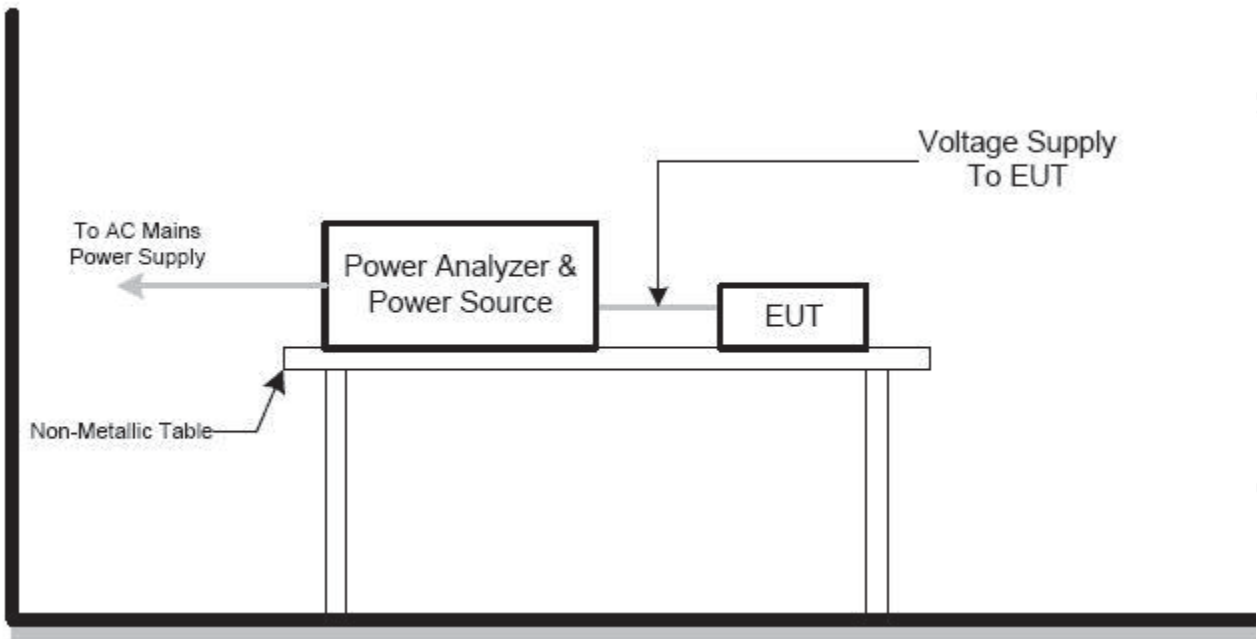 Voltage Supply
To EUT
To AC Mains
Power Supply
Power Analyzer &
Power Source
EUT
Non-Metallic Table